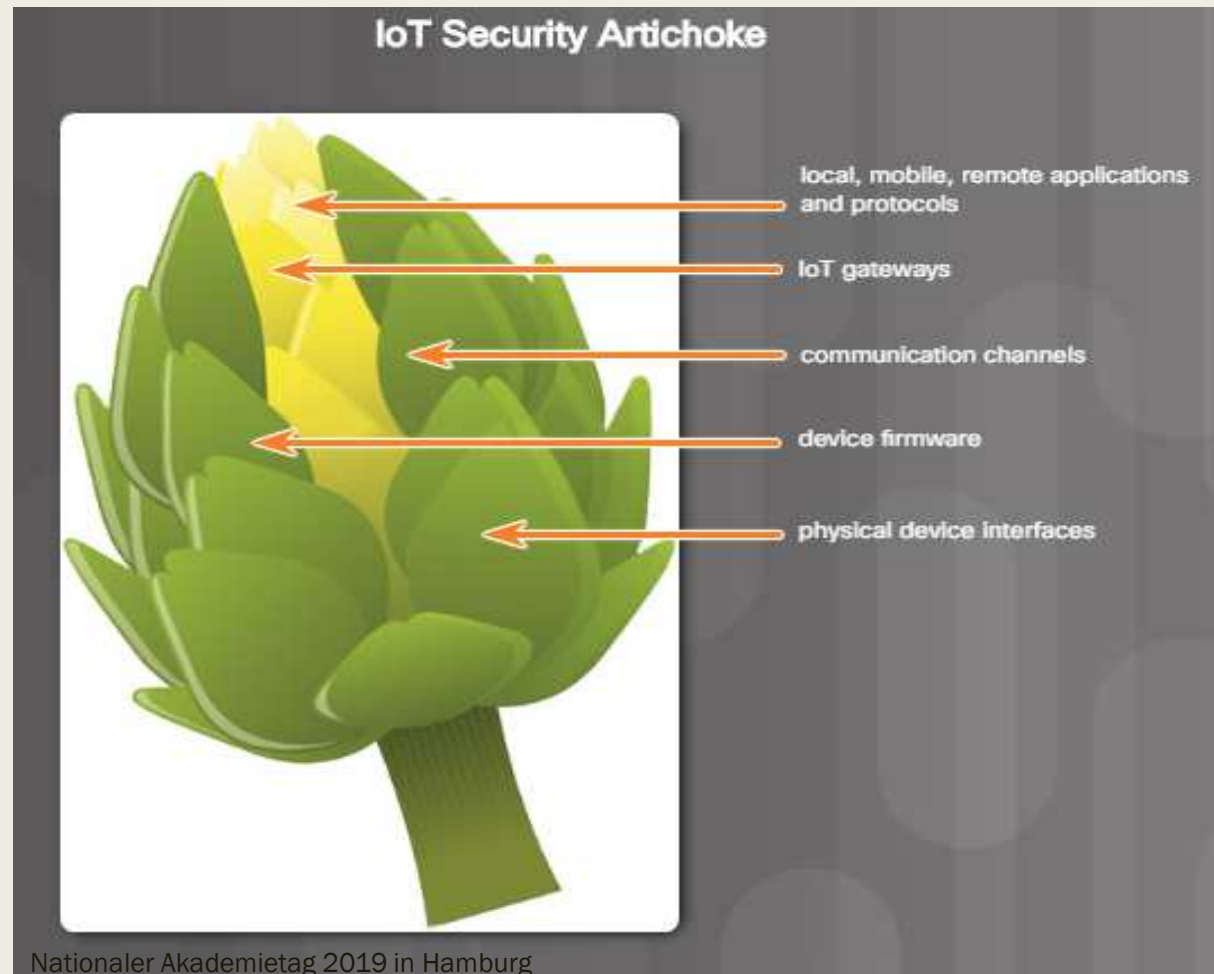 IoT Security Artichoke
local, mobile, remote applications
and protocols
IoT gateways
communication channels
device firmware
physical device interfaces
Nationaler Akademietag 2019 in Hamburg